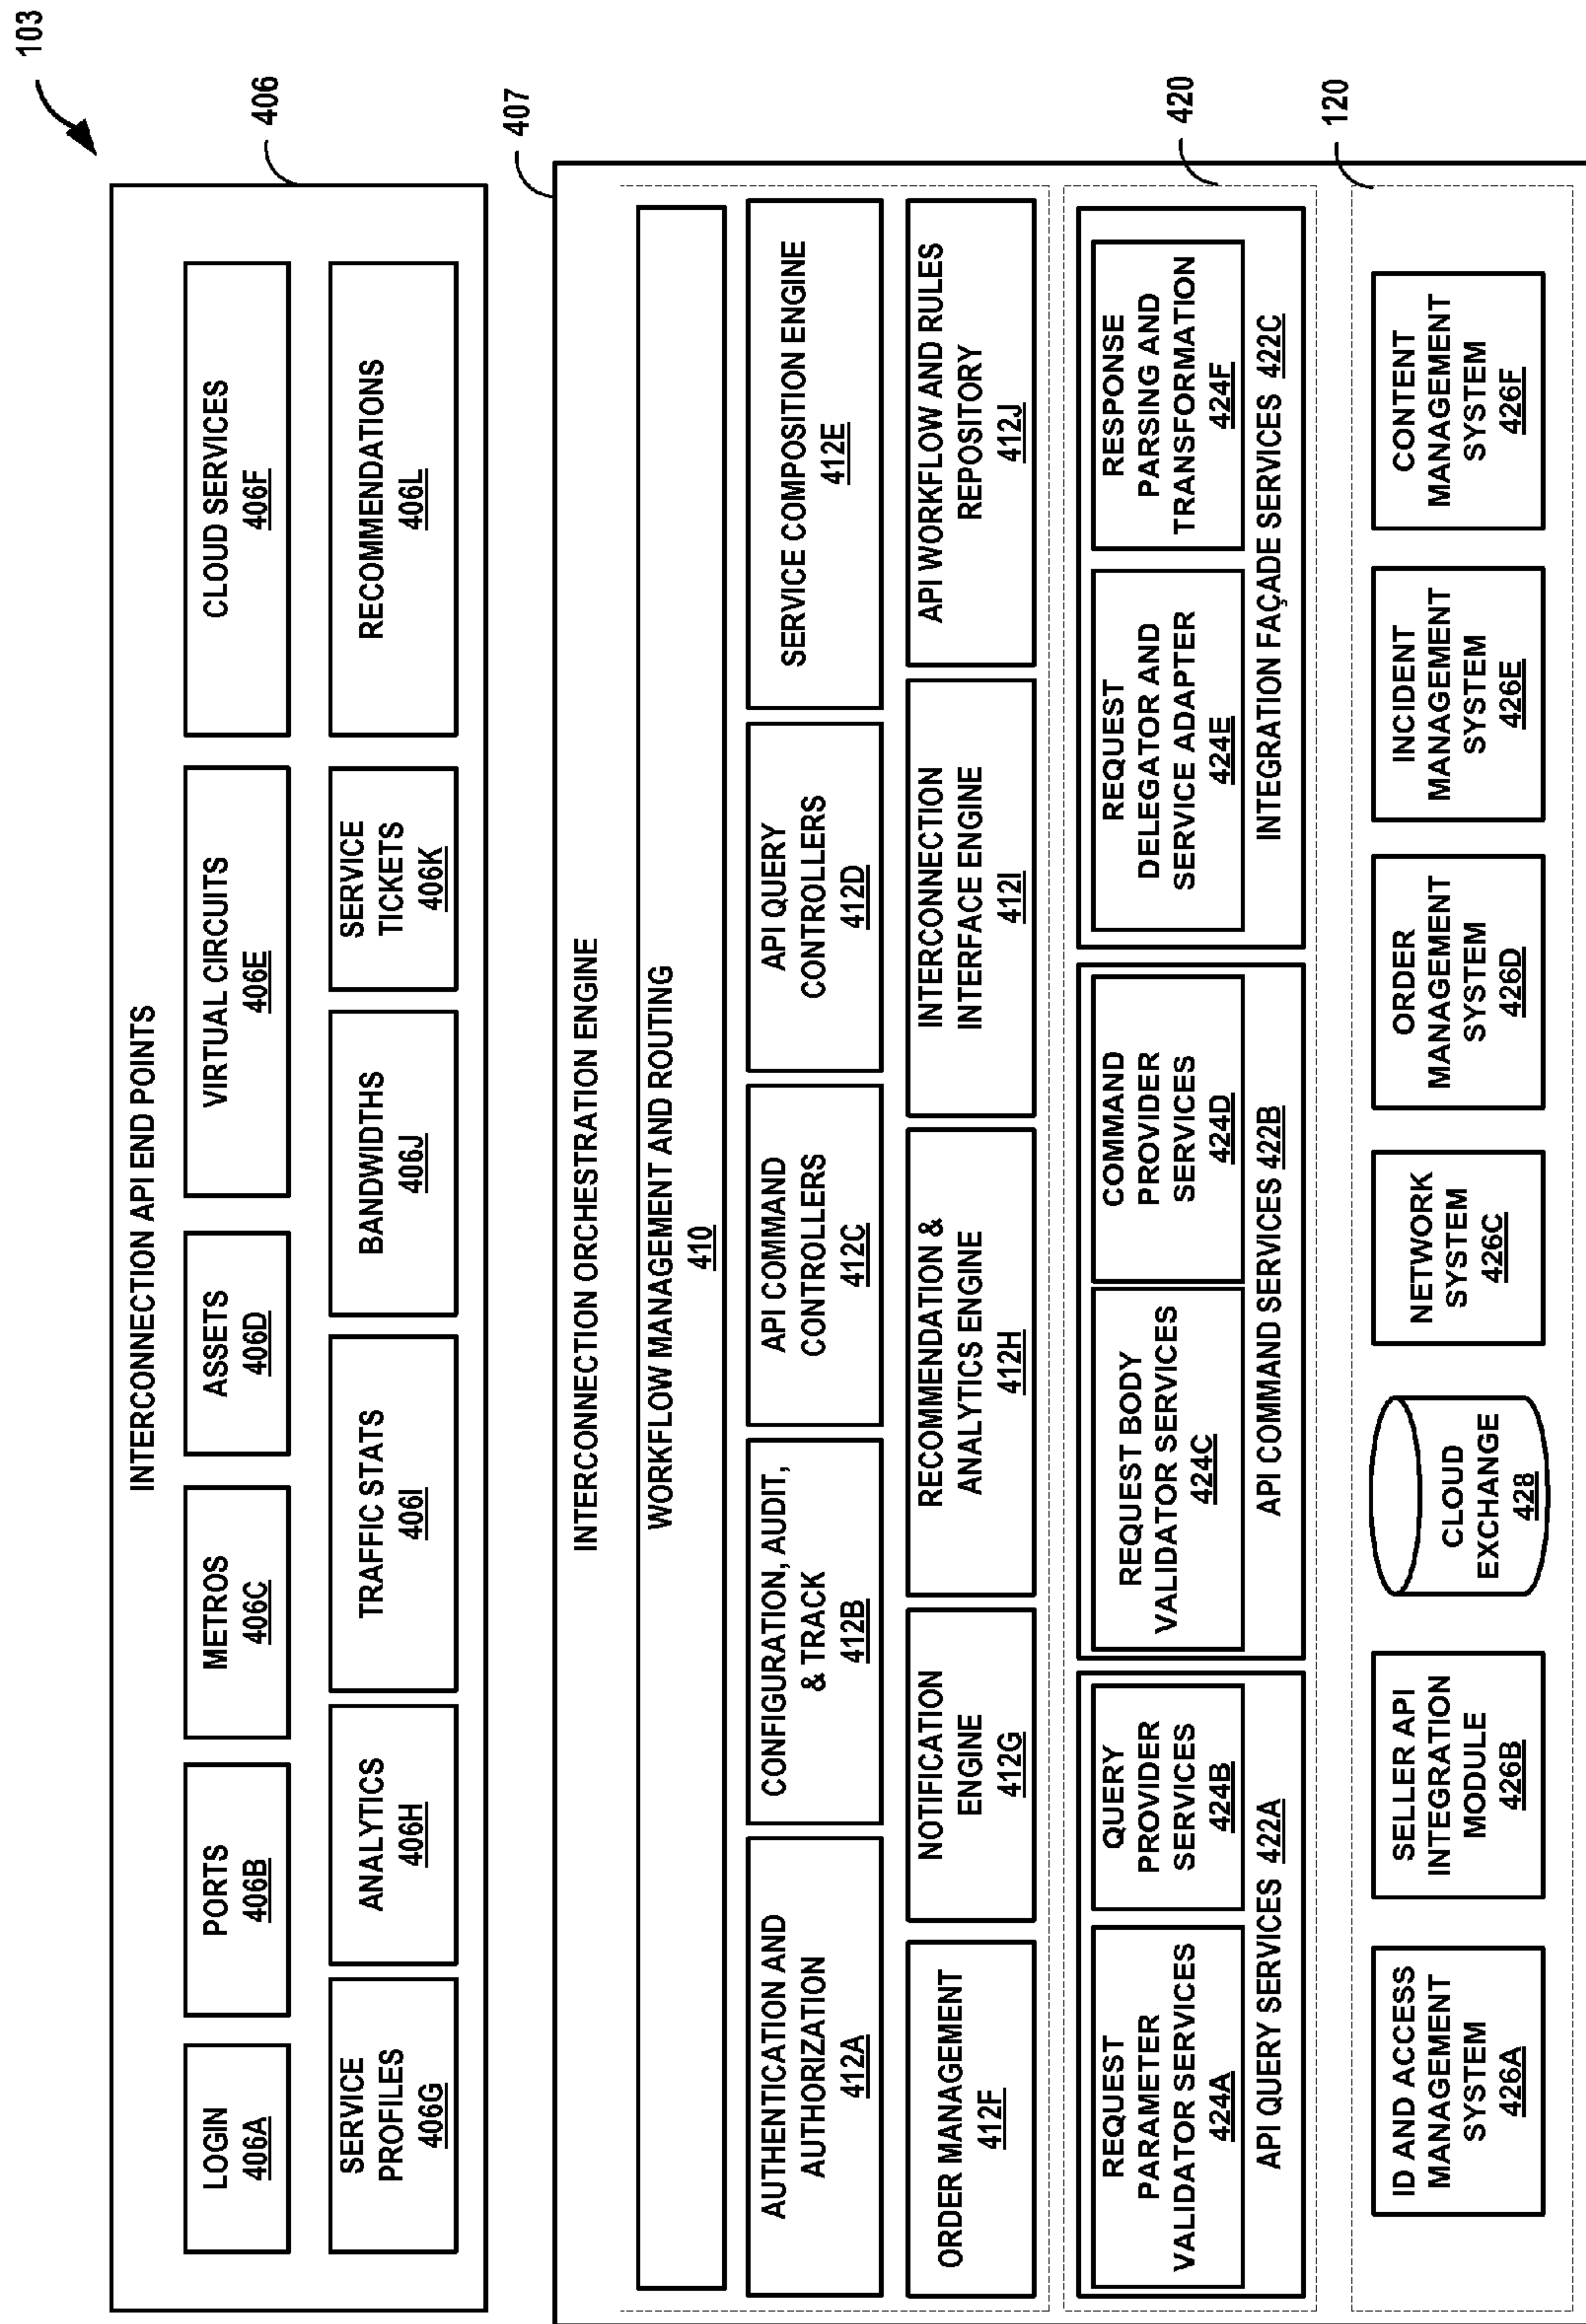 103
INTERCONNECTION API END POINTS
406
LOGIN
406A
PORTS
406B
METROS
406C
ASSETS
406D
VIRTUAL CIRCUITS
406E
CLOUD SERVICES
406F
SERVICE
PROFILES
406G
ANALYTICS
406H
TRAFFIC STATS
406I
BANDWIDTHS
406J
SERVICE
TICKETS
406K
RECOMMENDATIONS
406L
407
INTERCONNECTION ORCHESTRATION ENGINE
WORKFLOW MANAGEMENT AND ROUTING
410
AUTHENTICATION AND
AUTHORIZATION
412A
CONFIGURATION, AUDIT,
& TRACK
412B
API COMMAND
CONTROLLERS
412C
API QUERY
CONTROLLERS
412D
SERVICE COMPOSITION ENGINE
412E
ORDER MANAGEMENT
412F
NOTIFICATION
ENGINE
412G
RECOMMENDATION &
ANALYTICS ENGINE
412H
INTERCONNECTION
INTERFACE ENGINE
412I
API WORKFLOW AND RULES
REPOSITORY
412J
420
REQUEST
PARAMETER
VALIDATOR SERVICES
424A
QUERY
PROVIDER
SERVICES
424B
API QUERY SERVICES 422A
REQUEST BODY
VALIDATOR SERVICES
424C
COMMAND
PROVIDER
SERVICES
424D
API COMMAND SERVICES 422B
REQUEST
DELEGATOR AND
SERVICE ADAPTER
424E
RESPONSE
PARSING AND
TRANSFORMATION
424F
INTEGRATION FAÇADE SERVICES 422C
120
ID AND ACCESS
MANAGEMENT
SYSTEM
426A
SELLER API
INTEGRATION
MODULE
426B
CLOUD
EXCHANGE
428
NETWORK
SYSTEM
426C
ORDER
MANAGEMENT
SYSTEM
426D
INCIDENT
MANAGEMENT
SYSTEM
426E
CONTENT
MANAGEMENT
SYSTEM
426F